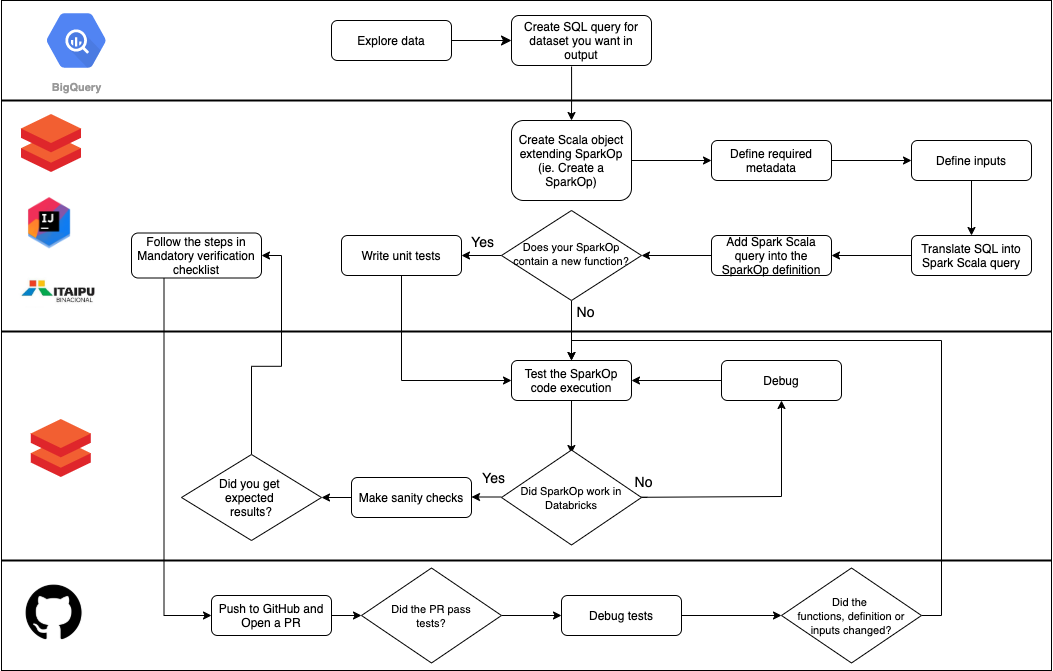 BigQuery
Explore data
Create SQL query for
dataset you want in
output
Create Scala object
extending SparkOp
(ie. Create a
SparkOp)
Define required
metadata
Define inputs
IJ
ITAIPU
BINACIONAL
Follow the steps in
Mandatory verification
checklist
Write unit tests
Yes
Does your SparkOp
contain a new function?
No
Add Spark Scala
query into the
SparkOp definition
Translate SQL into
Spark Scala query
Test the SparkOp
code execution
Debug
Did you get
expected
results?
Make sanity checks
Yes
Did SparkOp work in
Databricks
No
Push to GitHub and
Open a PR
Did the PR pass
tests?
Debug tests
Did the
functions, definition or
inputs changed?